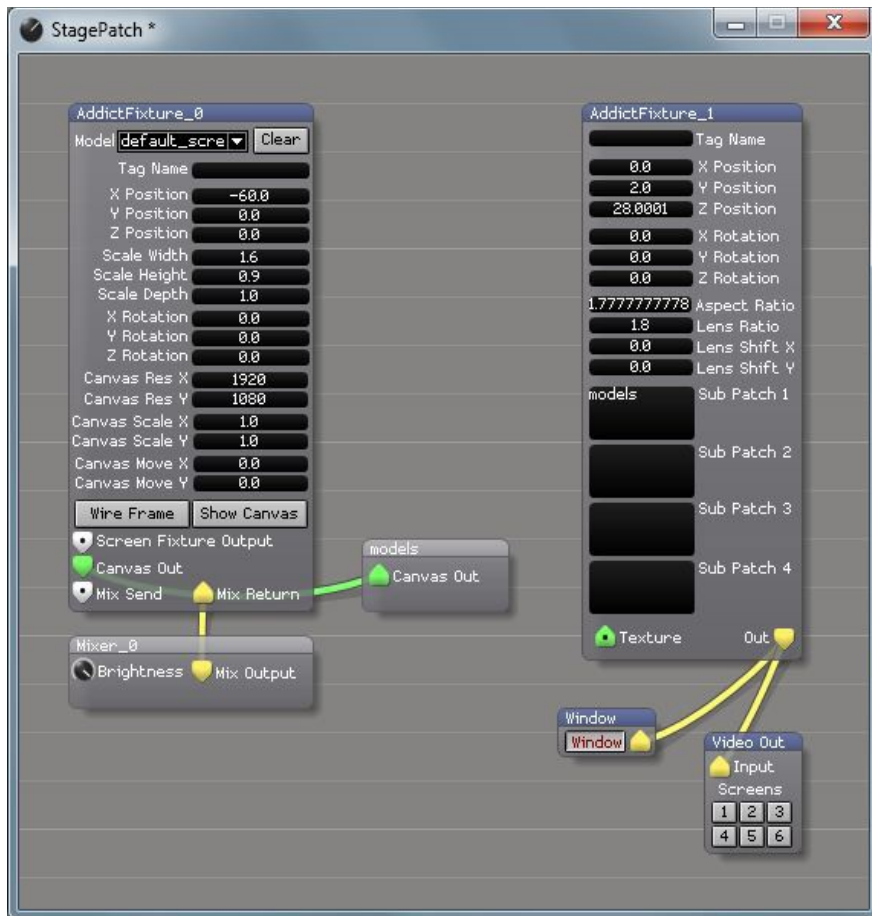 StagePatch *
AddictFixture_0
Model default_scre Clear
Tag Name
X Position -60.0
Y Position 0.0
Z Position 0.0
Scale Width 1.6
Scale Height 0.9
Scale Depth 1.0
X Rotation 0.0
Y Rotation 0.0
Z Rotation 0.0
Canvas Res X 1920
Canvas Res Y 1080
Canvas Scale X 1.0
Canvas Scale Y 1.0
Canvas Move X 0.0
Canvas Move Y 0.0
Wire Frame Show Canvas
Screen Fixture Output
Canvas Out
Mix Send Mix Return
models
Canvas Out
Mixer_0
Brightness Mix Output
AddictFixture_1
Tag Name
0.0 X Position
2.0 Y Position
28.0001 Z Position
0.0 X Rotation
0.0 Y Rotation
0.0 Z Rotation
1.7777777778 Aspect Ratio
1.8 Lens Ratio
0.0 Lens Shift X
0.0 Lens Shift Y
models Sub Patch 1
Sub Patch 2
Sub Patch 3
Sub Patch 4
Texture Out
Window
Window
Video Out
Input
Screens
1 2 3
4 5 6